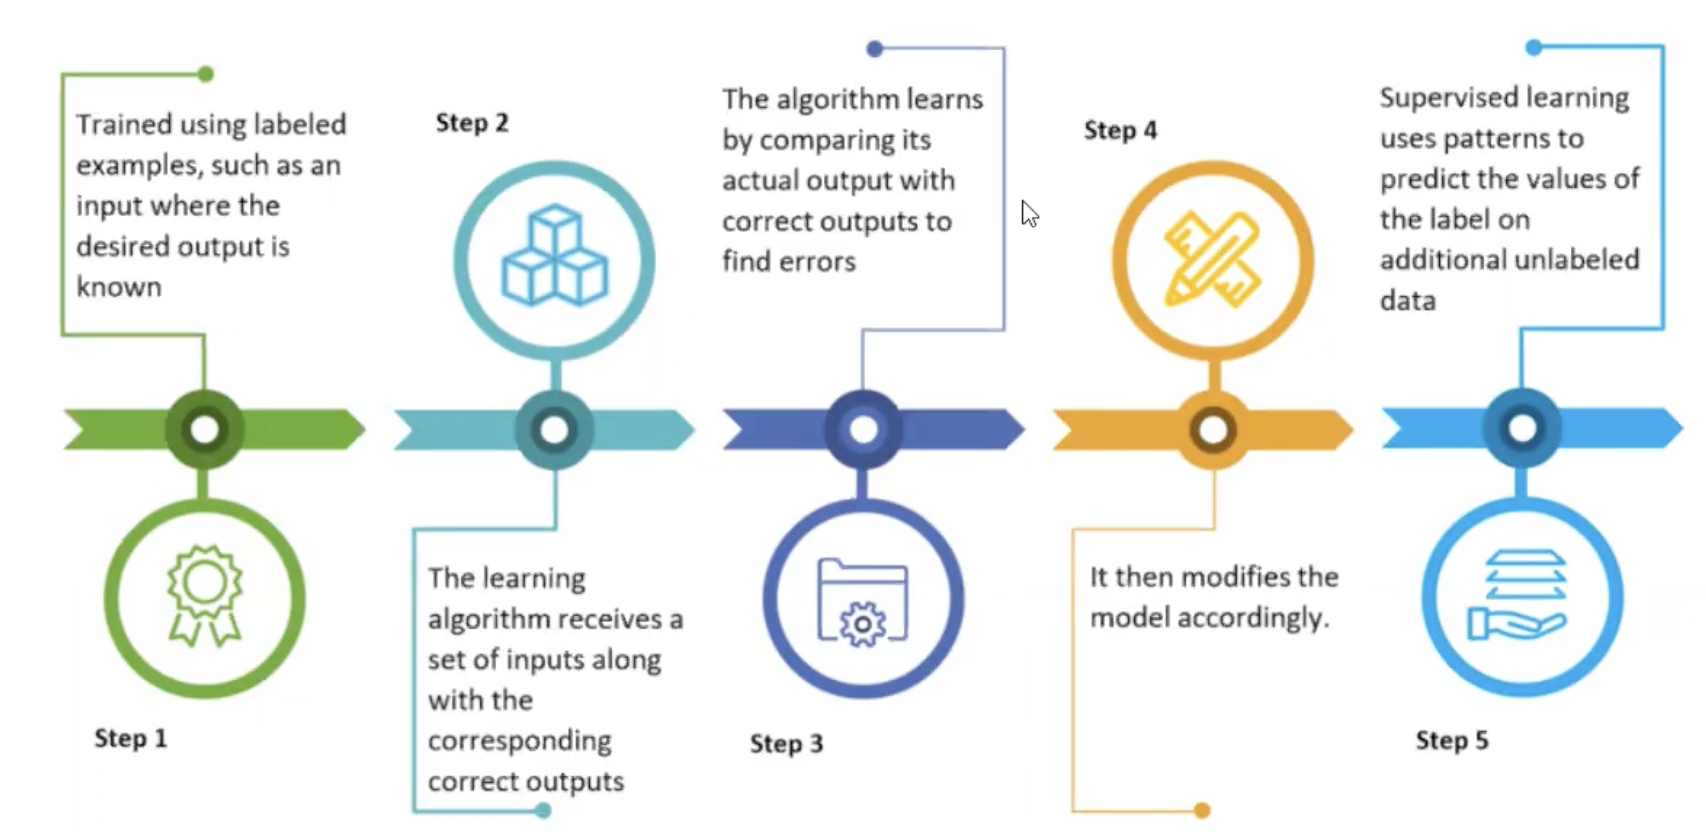 Trained using labeled
examples, such as an
input where the
desired output is
known
Step 1
Step 2
The learning
algorithm receives a
set of inputs along
with the
corresponding
correct outputs
The algorithm learns
by comparing its
actual output with
correct outputs to
find errors
Step 3
Step 4
It then modifies the
model accordingly.
Supervised learning
uses patterns to
predict the values of
the label on
additional unlabeled
data
Step 5